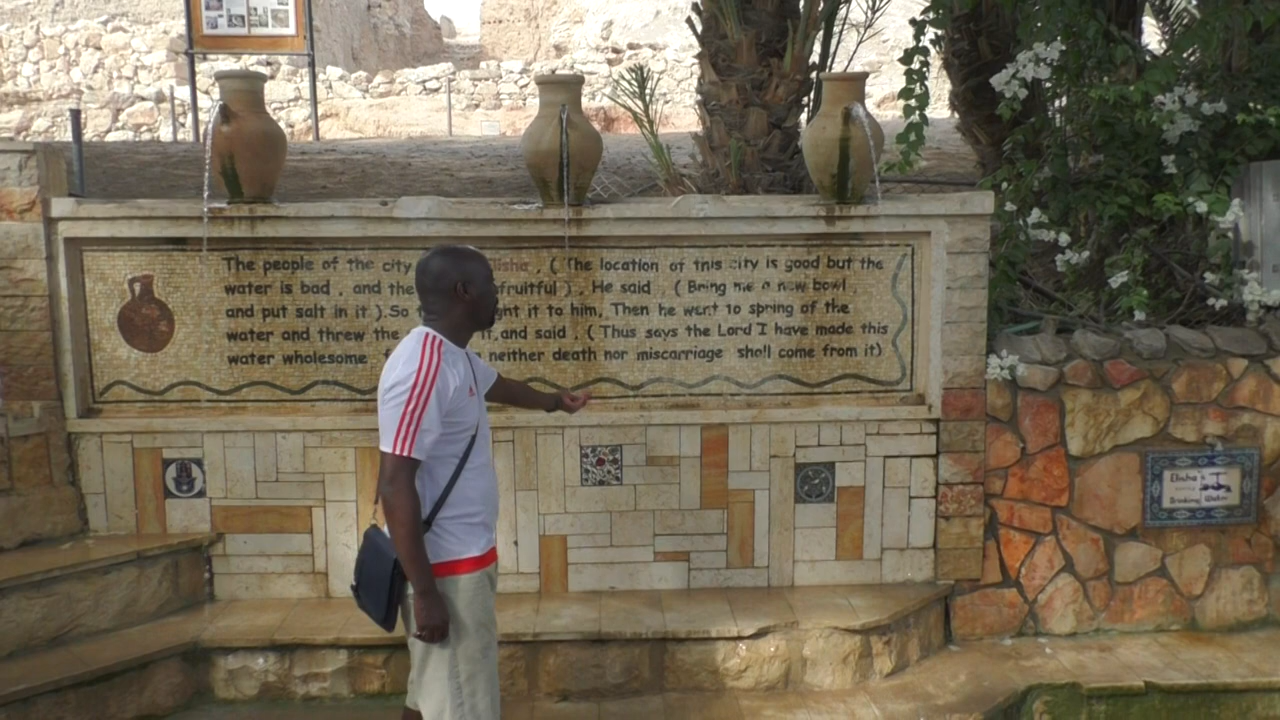 The people of the city Elisha , ( The location of this city is good but the
water is bad , and the fruitful ) , He said , ( Bring me a new bowl ,
and put salt in it ).So ght it to him, Then he went to spring of the
water and threw the it,and said , ( Thus says the Lord I have made this
water wholesome neither death nor miscarriage shall come from it)
Elisha's
Drinking Water